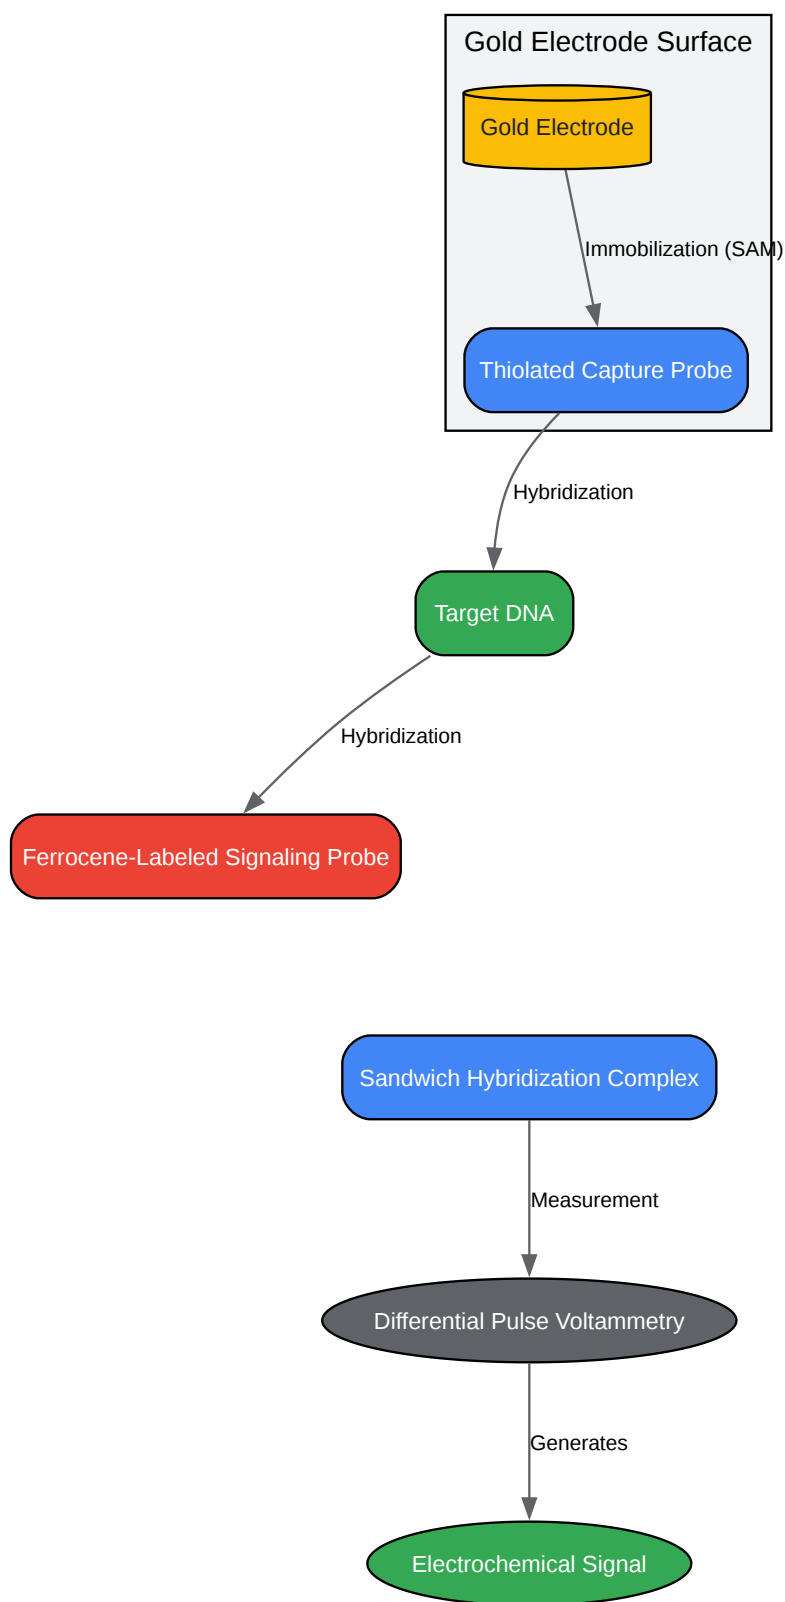 Gold Electrode Surface
Gold Electrode
Immobilization (SAM)
Thiolated Capture Probe
Hybridization
Target DNA
Hybridization
Ferrocene-Labeled Signaling Probe
Sandwich Hybridization Complex
Measurement
Differential Pulse Voltammetry
Generates
Electrochemical Signal